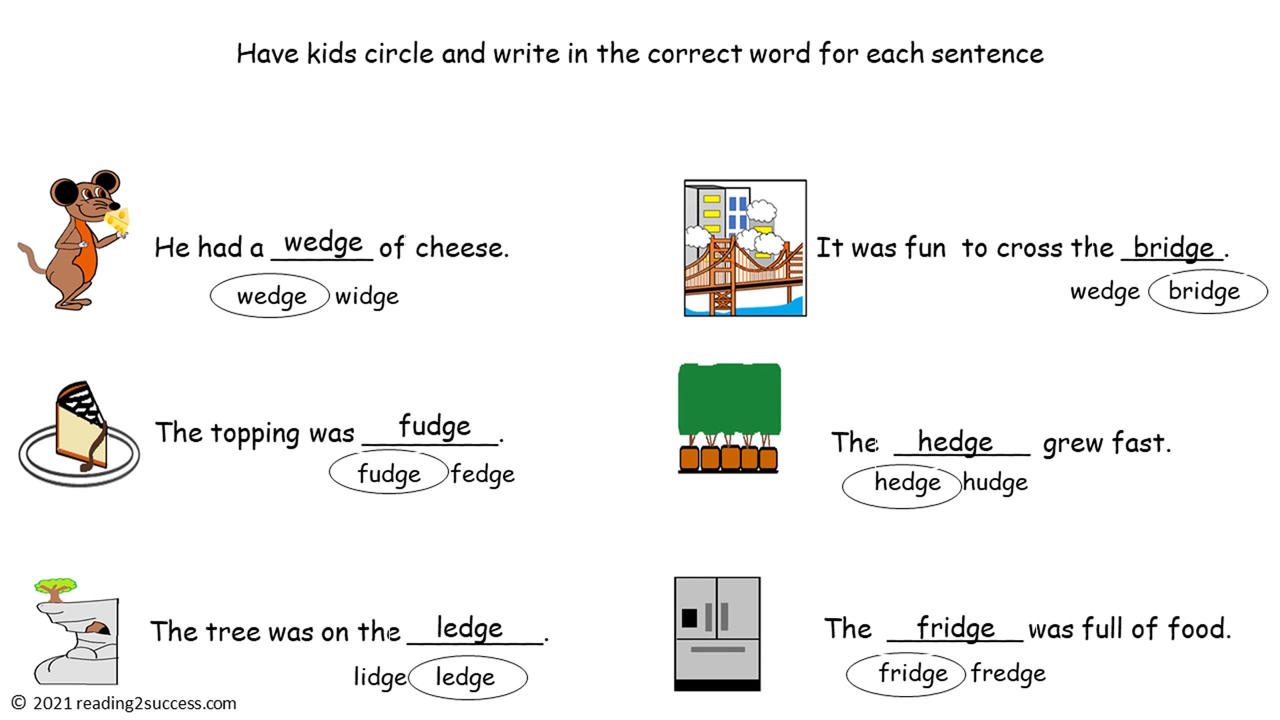 Have kids circle and write in the correct word for each sentence
He had a wedge of cheese.
wedge widge
The topping was fudge.
fudge fedge
The tree was on the ledge.
lidge ledge
It was fun to cross the bridge.
wedge bridge
The hedge grew fast.
hedge hudge
The fridge was full of food.
fridge fredge
© 2021 reading2success.com